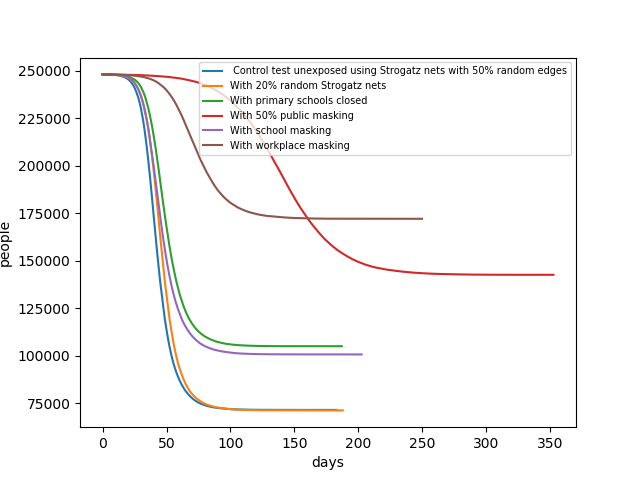 250000
225000
200000
175000
150000
125000
100000
75000
people
0 50 100 150 200 250 300 350
days
Control test unexposed using Strogatz nets with 50% random edges
With 20% random Strogatz nets
With primary schools closed
With 50% public masking
With school masking
With workplace masking